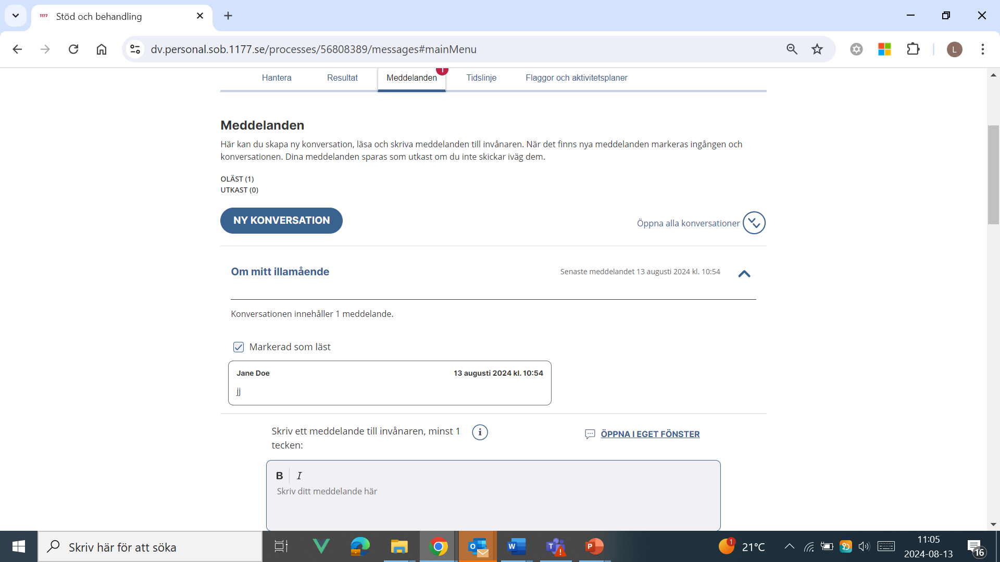 1177 Stöd och behandling
dv.personal.sob.1177.se/processes/56808389/messages#mainMenu
L
Hantera Resultat Meddelanden 1 Tidslinje Flaggor och aktivitetsplaner
Meddelanden
Här kan du skapa ny konversation, läsa och skriva meddelanden till invånaren. När det finns nya meddelanden markeras ingången och
konversationen. Dina meddelanden sparas som utkast om du inte skickar iväg dem.
OLÄST (1)
UTKAST (0)
NY KONVERSATION
Öppna alla konversationer
Om mitt illamående
Senaste meddelandet 13 augusti 2024 kl. 10:54
Konversationen innehåller 1 meddelande.
Markerad som läst
Jane Doe 13 augusti 2024 kl. 10:54
jj
Skriv ett meddelande till invånaren, minst 1
tecken:
i
ÖPPNA I EGET FÖNSTER
B I
Skriv ditt meddelande här
Skriv här för att söka
O
W
T
P
1
21°C
11:05
2024-08-13
16